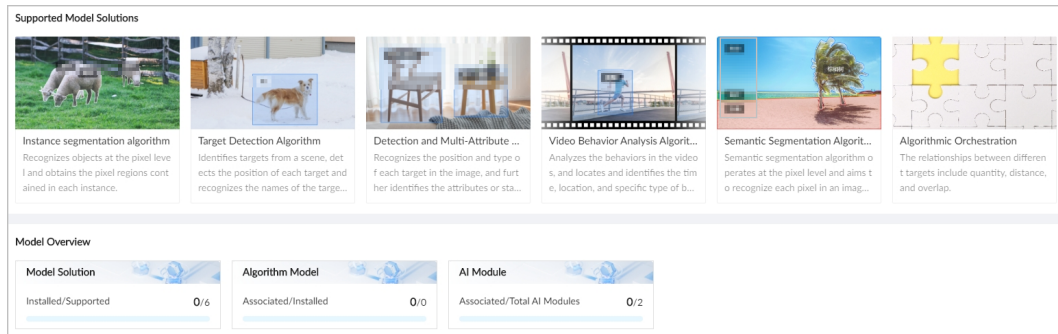 Supported Model Solutions
Instance segmentation algorithm
Recognizes objects at the pixel leve
l and obtains the pixel regions cont
ained in each instance.
Target Detection Algorithm
Identifies targets from a scene, det
ects the position of each target and
recognizes the names of the targe...
Detection and Multi-Attribute ...
Recognizes the position and type o
f each target in the image, and furt
her identifies the attributes or sta...
Video Behavior Analysis Algorit...
Analyzes the behaviors in the video
s, and locates and identifies the tim
e, location, and specific type of b...
Semantic Segmentation Algorit...
Semantic segmentation algorithm o
perates at the pixel level and aims t
o recognize each pixel in an imag...
Algorithmic Orchestration
The relationships between differen
t targets include quantity, distance,
and overlap.
Model Overview
Model Solution
Installed/Supported 0/6
Algorithm Model
Associated/Installed 0/0
AI Module
Associated/Total AI Modules 0/2